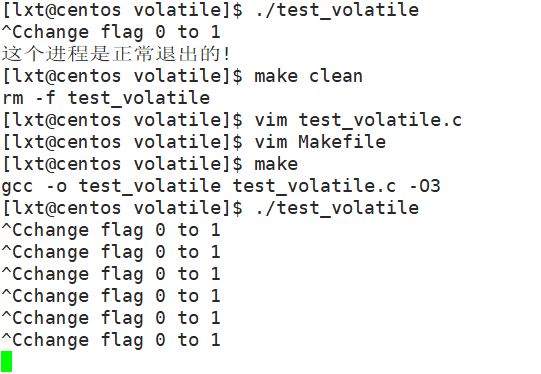 [lxt@centos volatile]$ ./test_volatile
^Cchange flag 0 to 1
这个进程是正常退出的!
[lxt@centos volatile]$ make clean
rm -f test_volatile
[lxt@centos volatile]$ vim test_volatile.c
[lxt@centos volatile]$ vim Makefile
[lxt@centos volatile]$ make
gcc -o test_volatile test_volatile.c -O3
[lxt@centos volatile]$ ./test_volatile
^Cchange flag 0 to 1
^Cchange flag 0 to 1
^Cchange flag 0 to 1
^Cchange flag 0 to 1
^Cchange flag 0 to 1
^Cchange flag 0 to 1